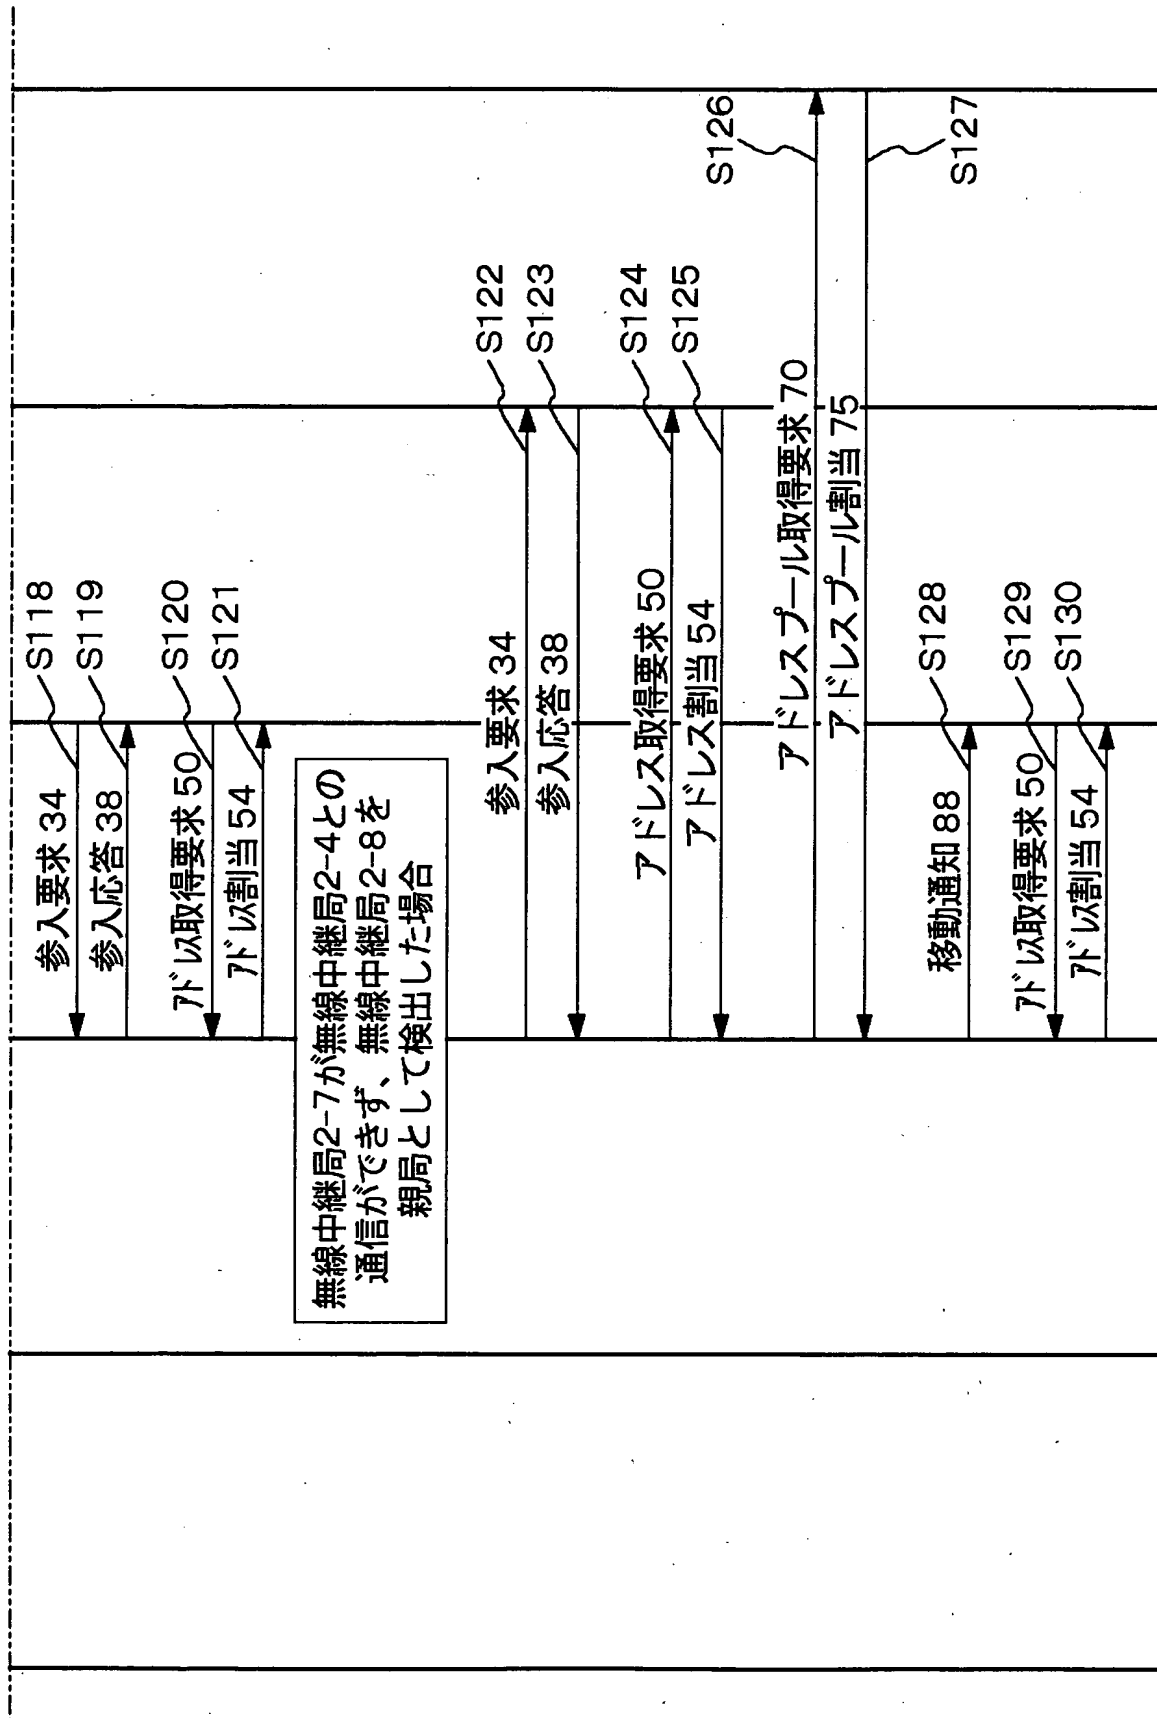 参入要求 34
S118
参入応答 38
S119
アドレス取得要求 50
S120
アドレス割当 54
S121
無線中継局2-7が無線中継局2-4との
通信ができず、無線中継局2-8を
親局として検出した場合
参入要求 34
S122
参入応答 38
S123
アドレス取得要求 50
S124
アドレス割当 54
S125
アドレスプール取得要求 70
S126
アドレスプール割当 75
S127
移動通知 88
S128
アドレス取得要求 50
S129
アドレス割当 54
S130